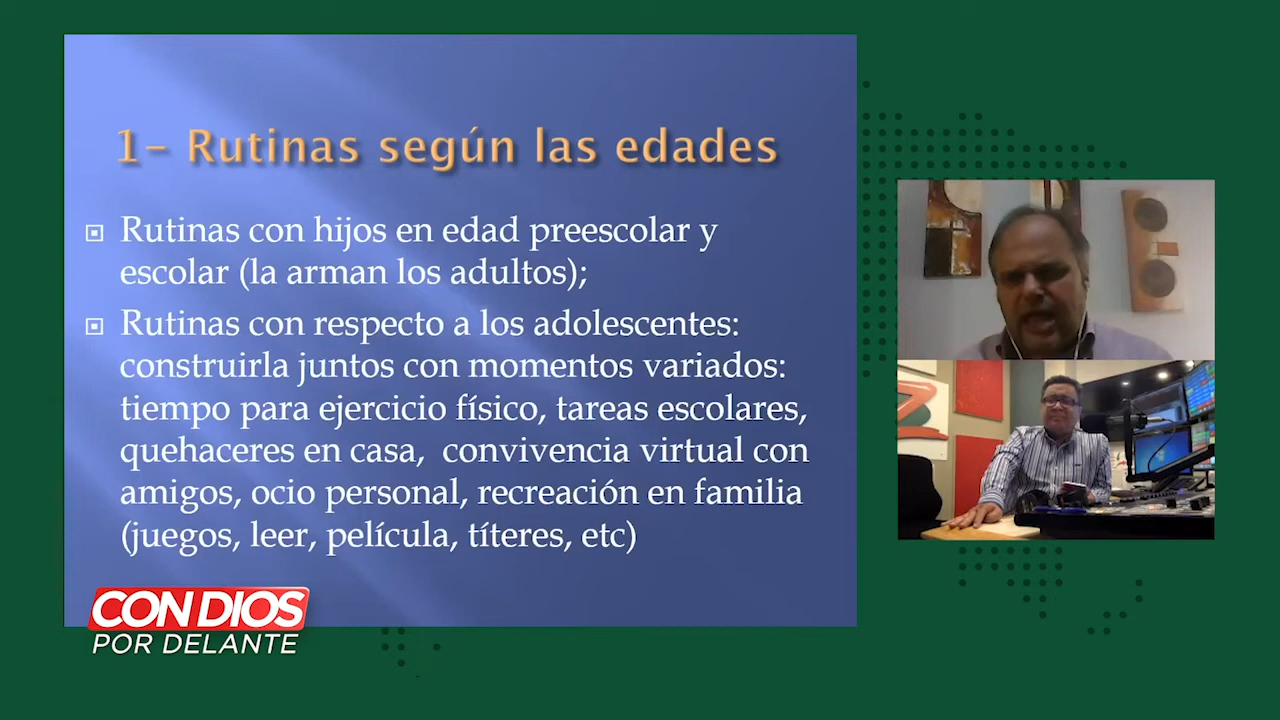 1- Rutinas según las edades
Rutinas con hijos en edad preescolar y
escolar (la arman los adultos);
Rutinas con respecto a los adolescentes:
construirla juntos con momentos variados:
tiempo para ejercicio físico, tareas escolares,
quehaceres en casa,  convivencia virtual con
amigos, ocio personal, recreación en familia
(juegos, leer, película, títeres, etc)
CON DIOS
POR DELANTE
Z